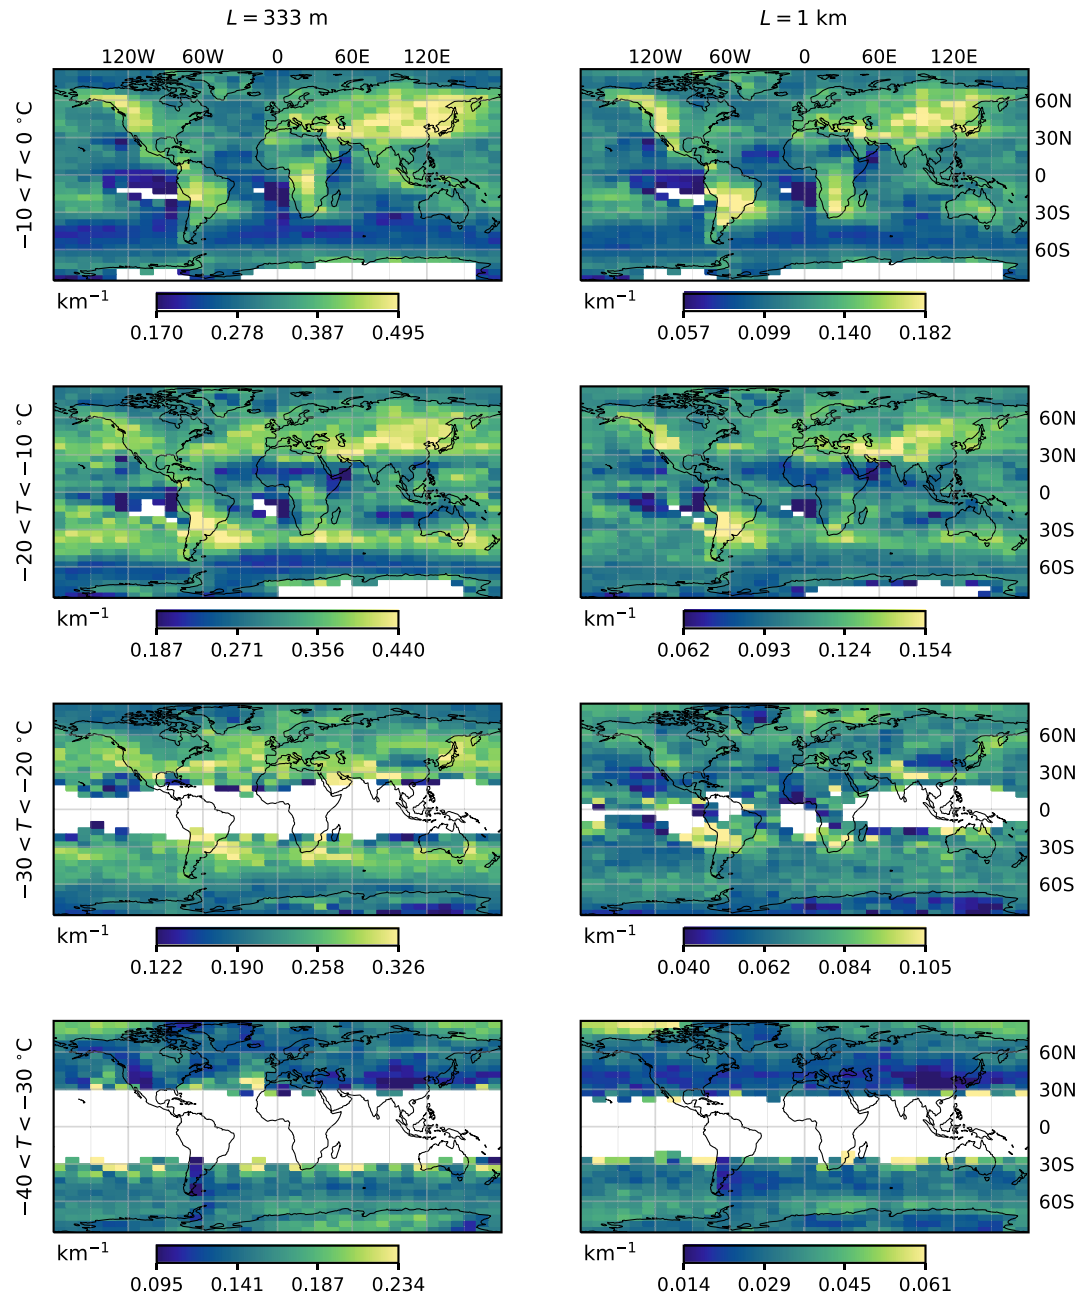 L = 333 m
L = 1 km
120W 60W 0 60E 120E
120W 60W 0 60E 120E
−10 < T < 0 °C
60N
30N
0
30S
60S
km⁻¹
0.170 0.278 0.387 0.495
km⁻¹
0.057 0.099 0.140 0.182
−20 < T < −10 °C
60N
30N
0
30S
60S
km⁻¹
0.187 0.271 0.356 0.440
km⁻¹
0.062 0.093 0.124 0.154
−30 < T < −20 °C
60N
30N
0
30S
60S
km⁻¹
0.122 0.190 0.258 0.326
km⁻¹
0.040 0.062 0.084 0.105
−40 < T < −30 °C
60N
30N
0
30S
60S
km⁻¹
0.095 0.141 0.187 0.234
km⁻¹
0.014 0.029 0.045 0.061